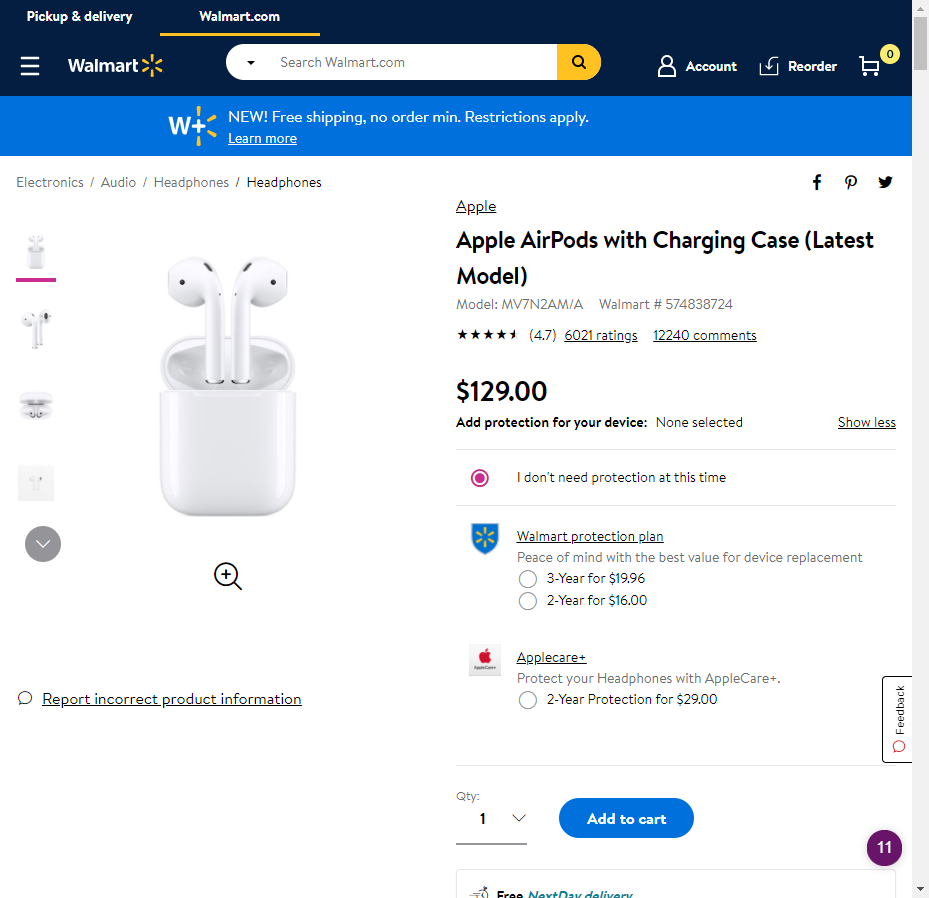 Pickup & delivery
Walmart.com
Walmart
Search Walmart.com
Account
Reorder
0
W+
NEW! Free shipping, no order min. Restrictions apply.
Learn more
Electronics / Audio / Headphones / Headphones
Apple
Apple AirPods with Charging Case (Latest
Model)
Model: MV7N2AM/A Walmart # 574838724
(4.7) 6021 ratings 12240 comments
$129.00
Add protection for your device: None selected
Show less
I don't need protection at this time
Walmart protection plan
Peace of mind with the best value for device replacement
3-Year for $19.96
2-Year for $16.00
AppleCare+
Applecare+
Protect your Headphones with AppleCare+.
2-Year Protection for $29.00
Report incorrect product information
Feedback
Qty:
1
Add to cart
11
Free NextDay delivery